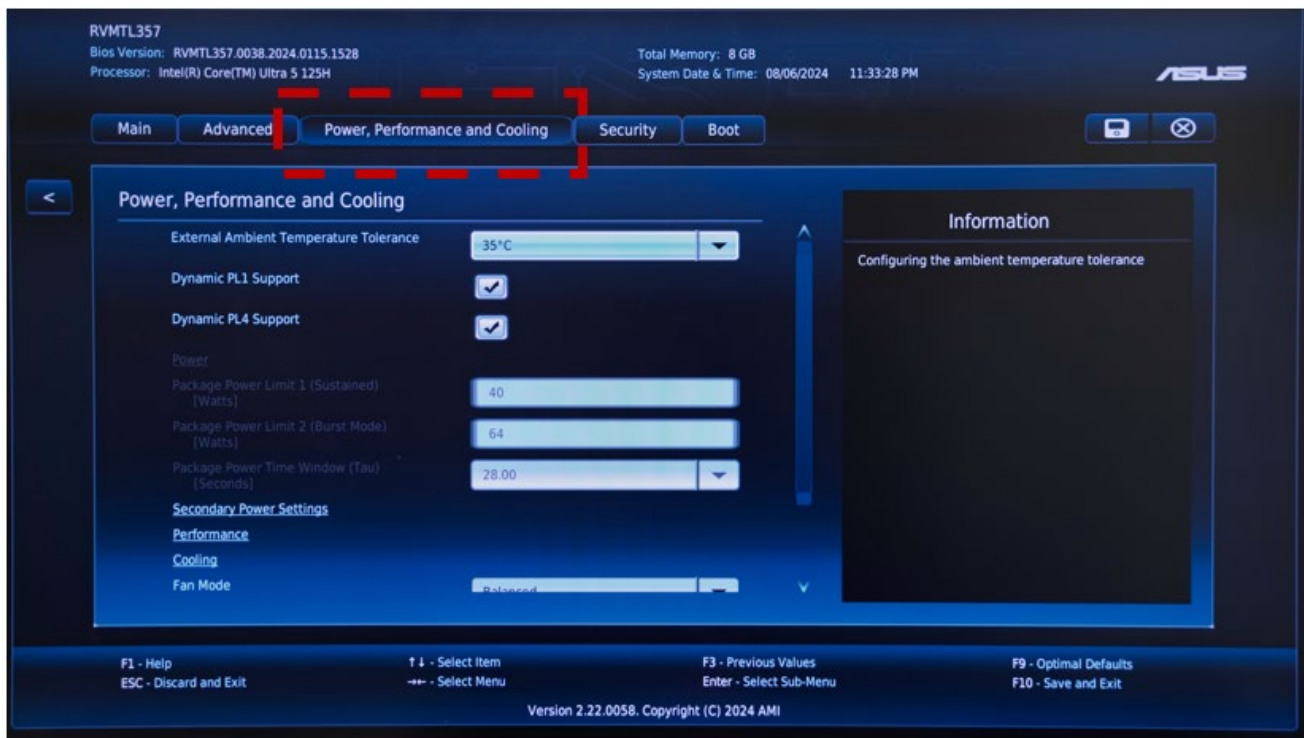 RVMTL357
Bios Version: RVMTL357.0038.2024.0115.1528
Processor: Intel(R) Core(TM) Ultra 5 125H
Total Memory: 8 GB
System Date & Time: 08/06/2024 11:33:28 PM
ASUS
Main Advanced Power, Performance and Cooling Security Boot
<
Power, Performance and Cooling
External Ambient Temperature Tolerance 35°C
Dynamic PL1 Support
Dynamic PL4 Support
Power
Package Power Limit 1 (Sustained)
[Watts]
40
Package Power Limit 2 (Burst Mode)
[Watts]
64
Package Power Time Window (Tau)
[Seconds]
28.00
Secondary Power Settings
Performance
Cooling
Fan Mode Balanced
Information
Configuring the ambient temperature tolerance
F1 - Help ↑↓ - Select Item F3 - Previous Values F9 - Optimal Defaults
ESC - Discard and Exit →← - Select Menu Enter - Select Sub-Menu F10 - Save and Exit
Version 2.22.0058. Copyright (C) 2024 AMI